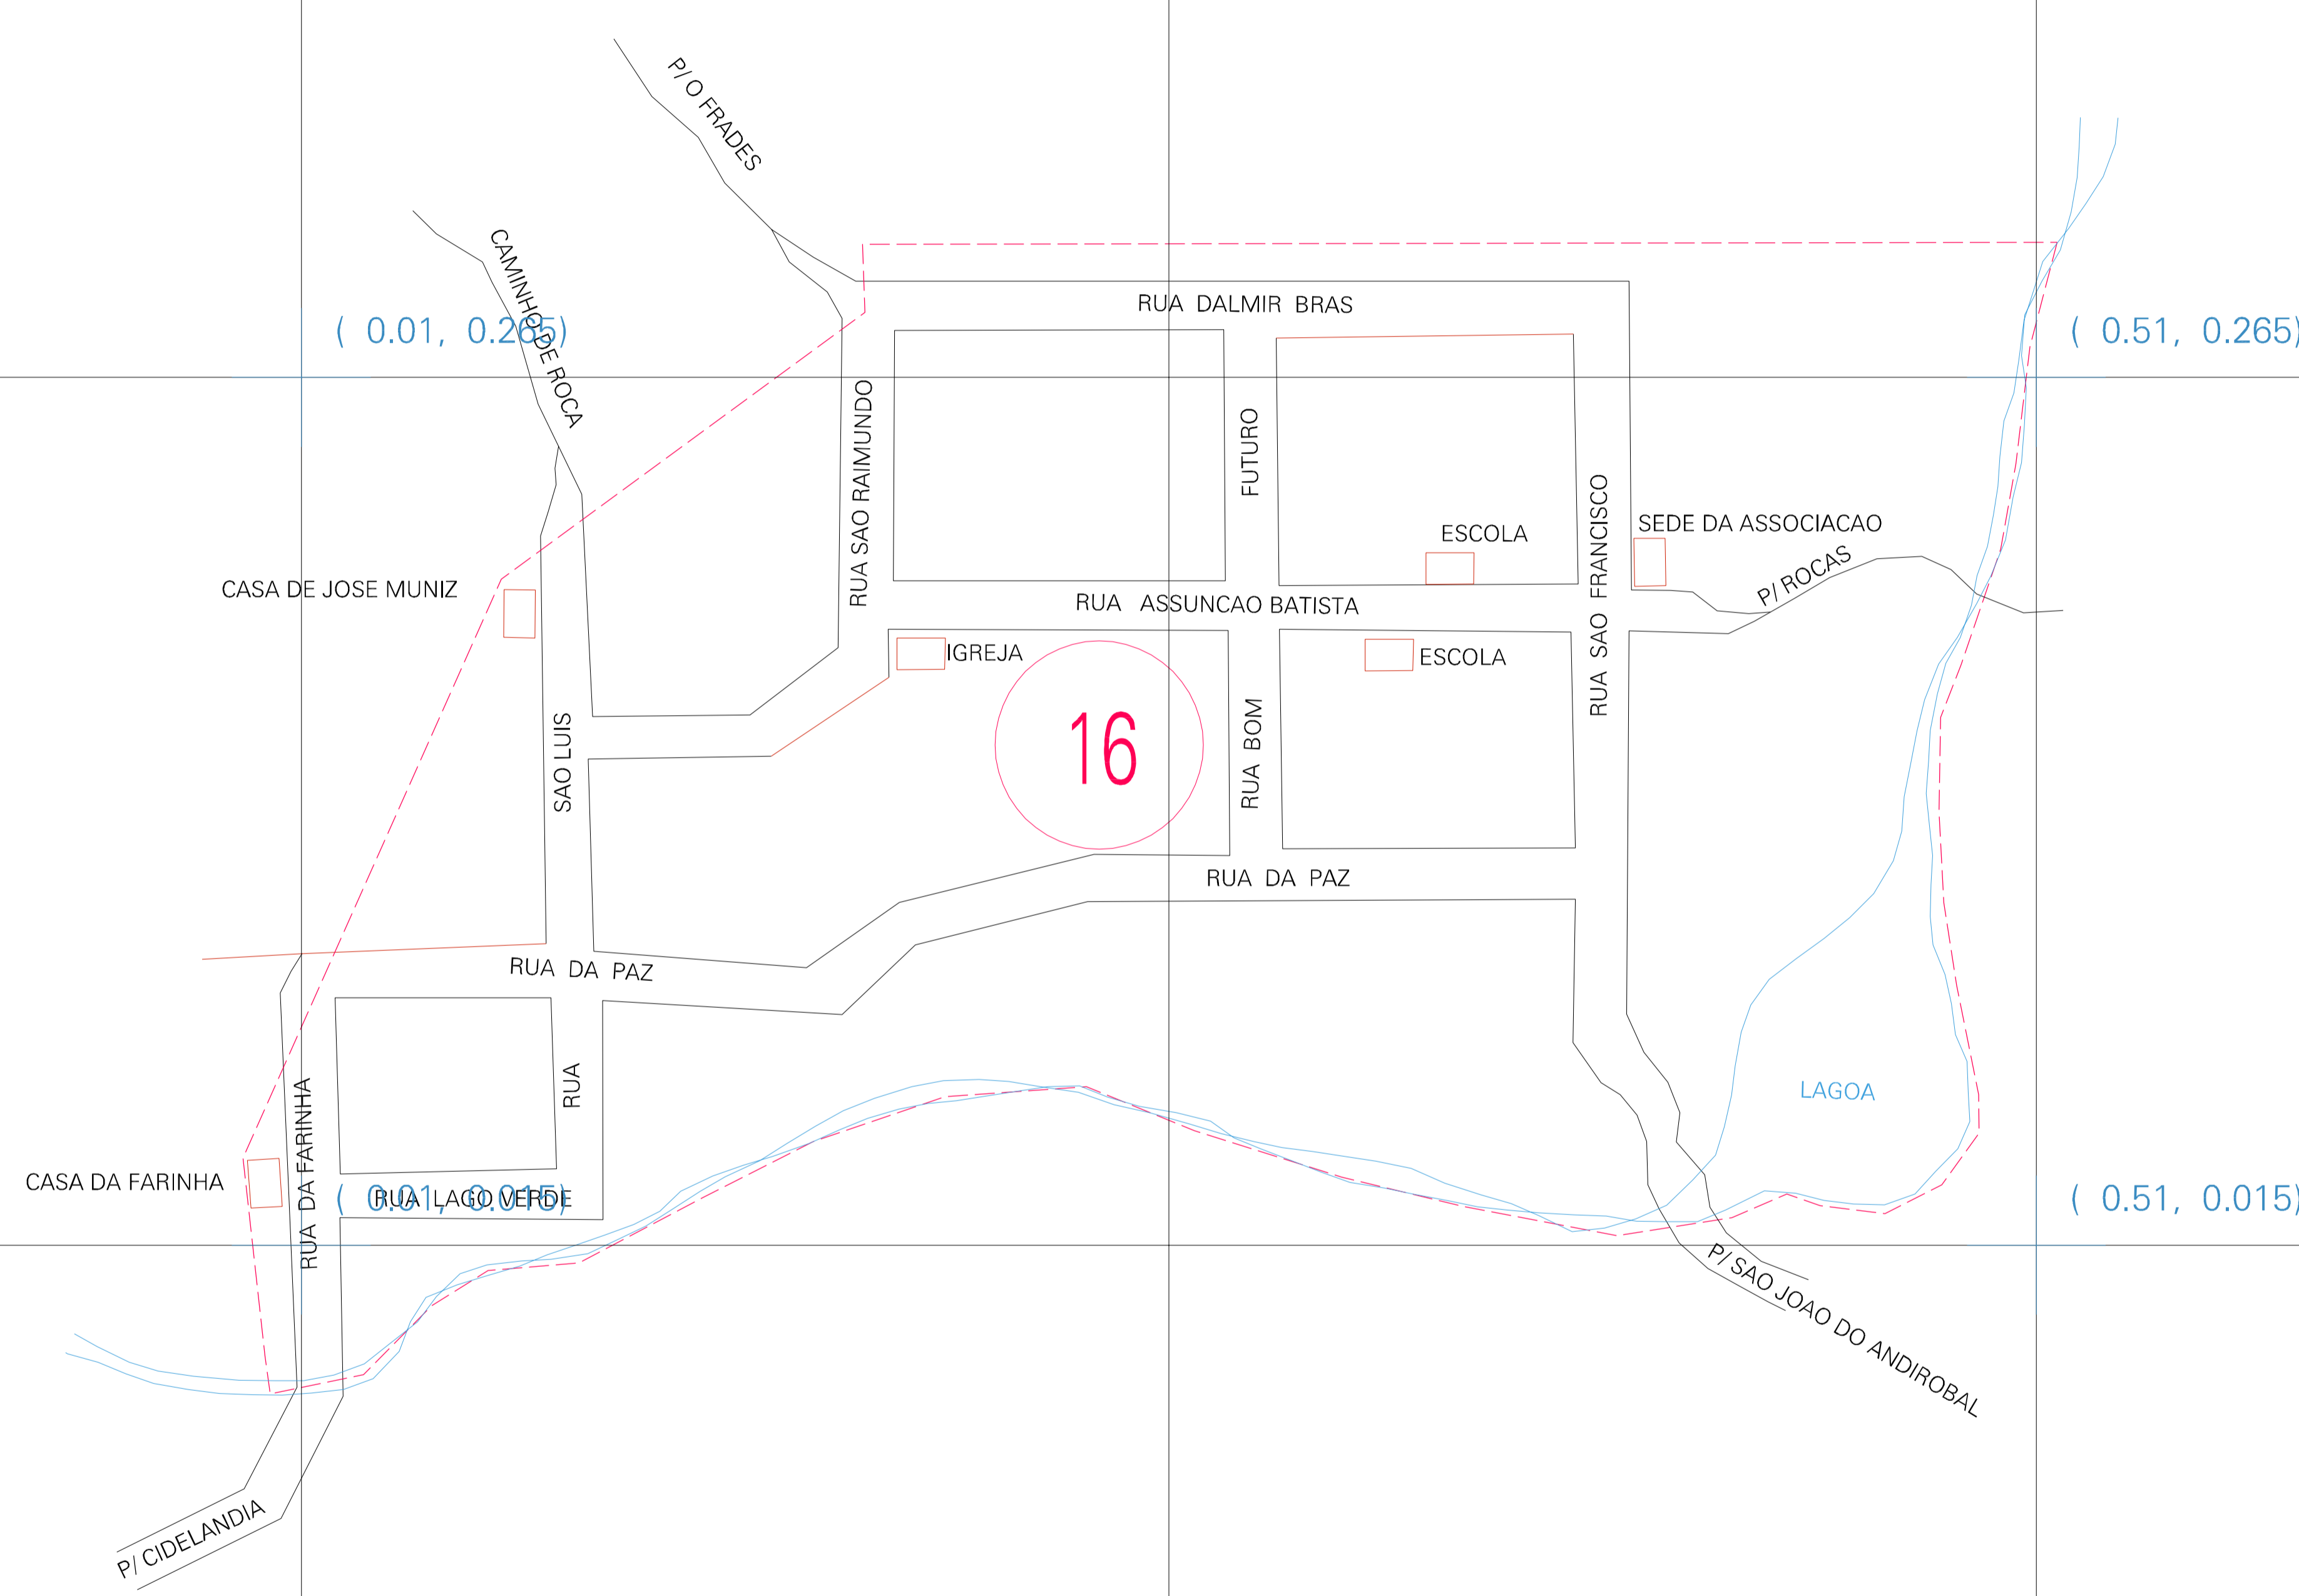 P/ O FRADES
CAMINHO DE ROCA
RUA DALMIR BRAS
( 0.01, 0.265)
( 0.51, 0.265)
RUA SAO RAIMUNDO
FUTURO
RUA SAO FRANCISCO
SEDE DA ASSOCIACAO
ESCOLA
P/ ROCAS
CASA DE JOSE MUNIZ
RUA ASSUNCAO BATISTA
IGREJA
ESCOLA
16
SAO LUIS
RUA BOM
RUA DA PAZ
RUA DA PAZ
RUA
LAGOA
RUA DA FARINHA
CASA DA FARINHA
RUA LAGO VERDE
( 0.01, 0.015)
( 0.51, 0.015)
P/ SAO JOAO DO ANDIROBAL
P/ CIDELANDIA